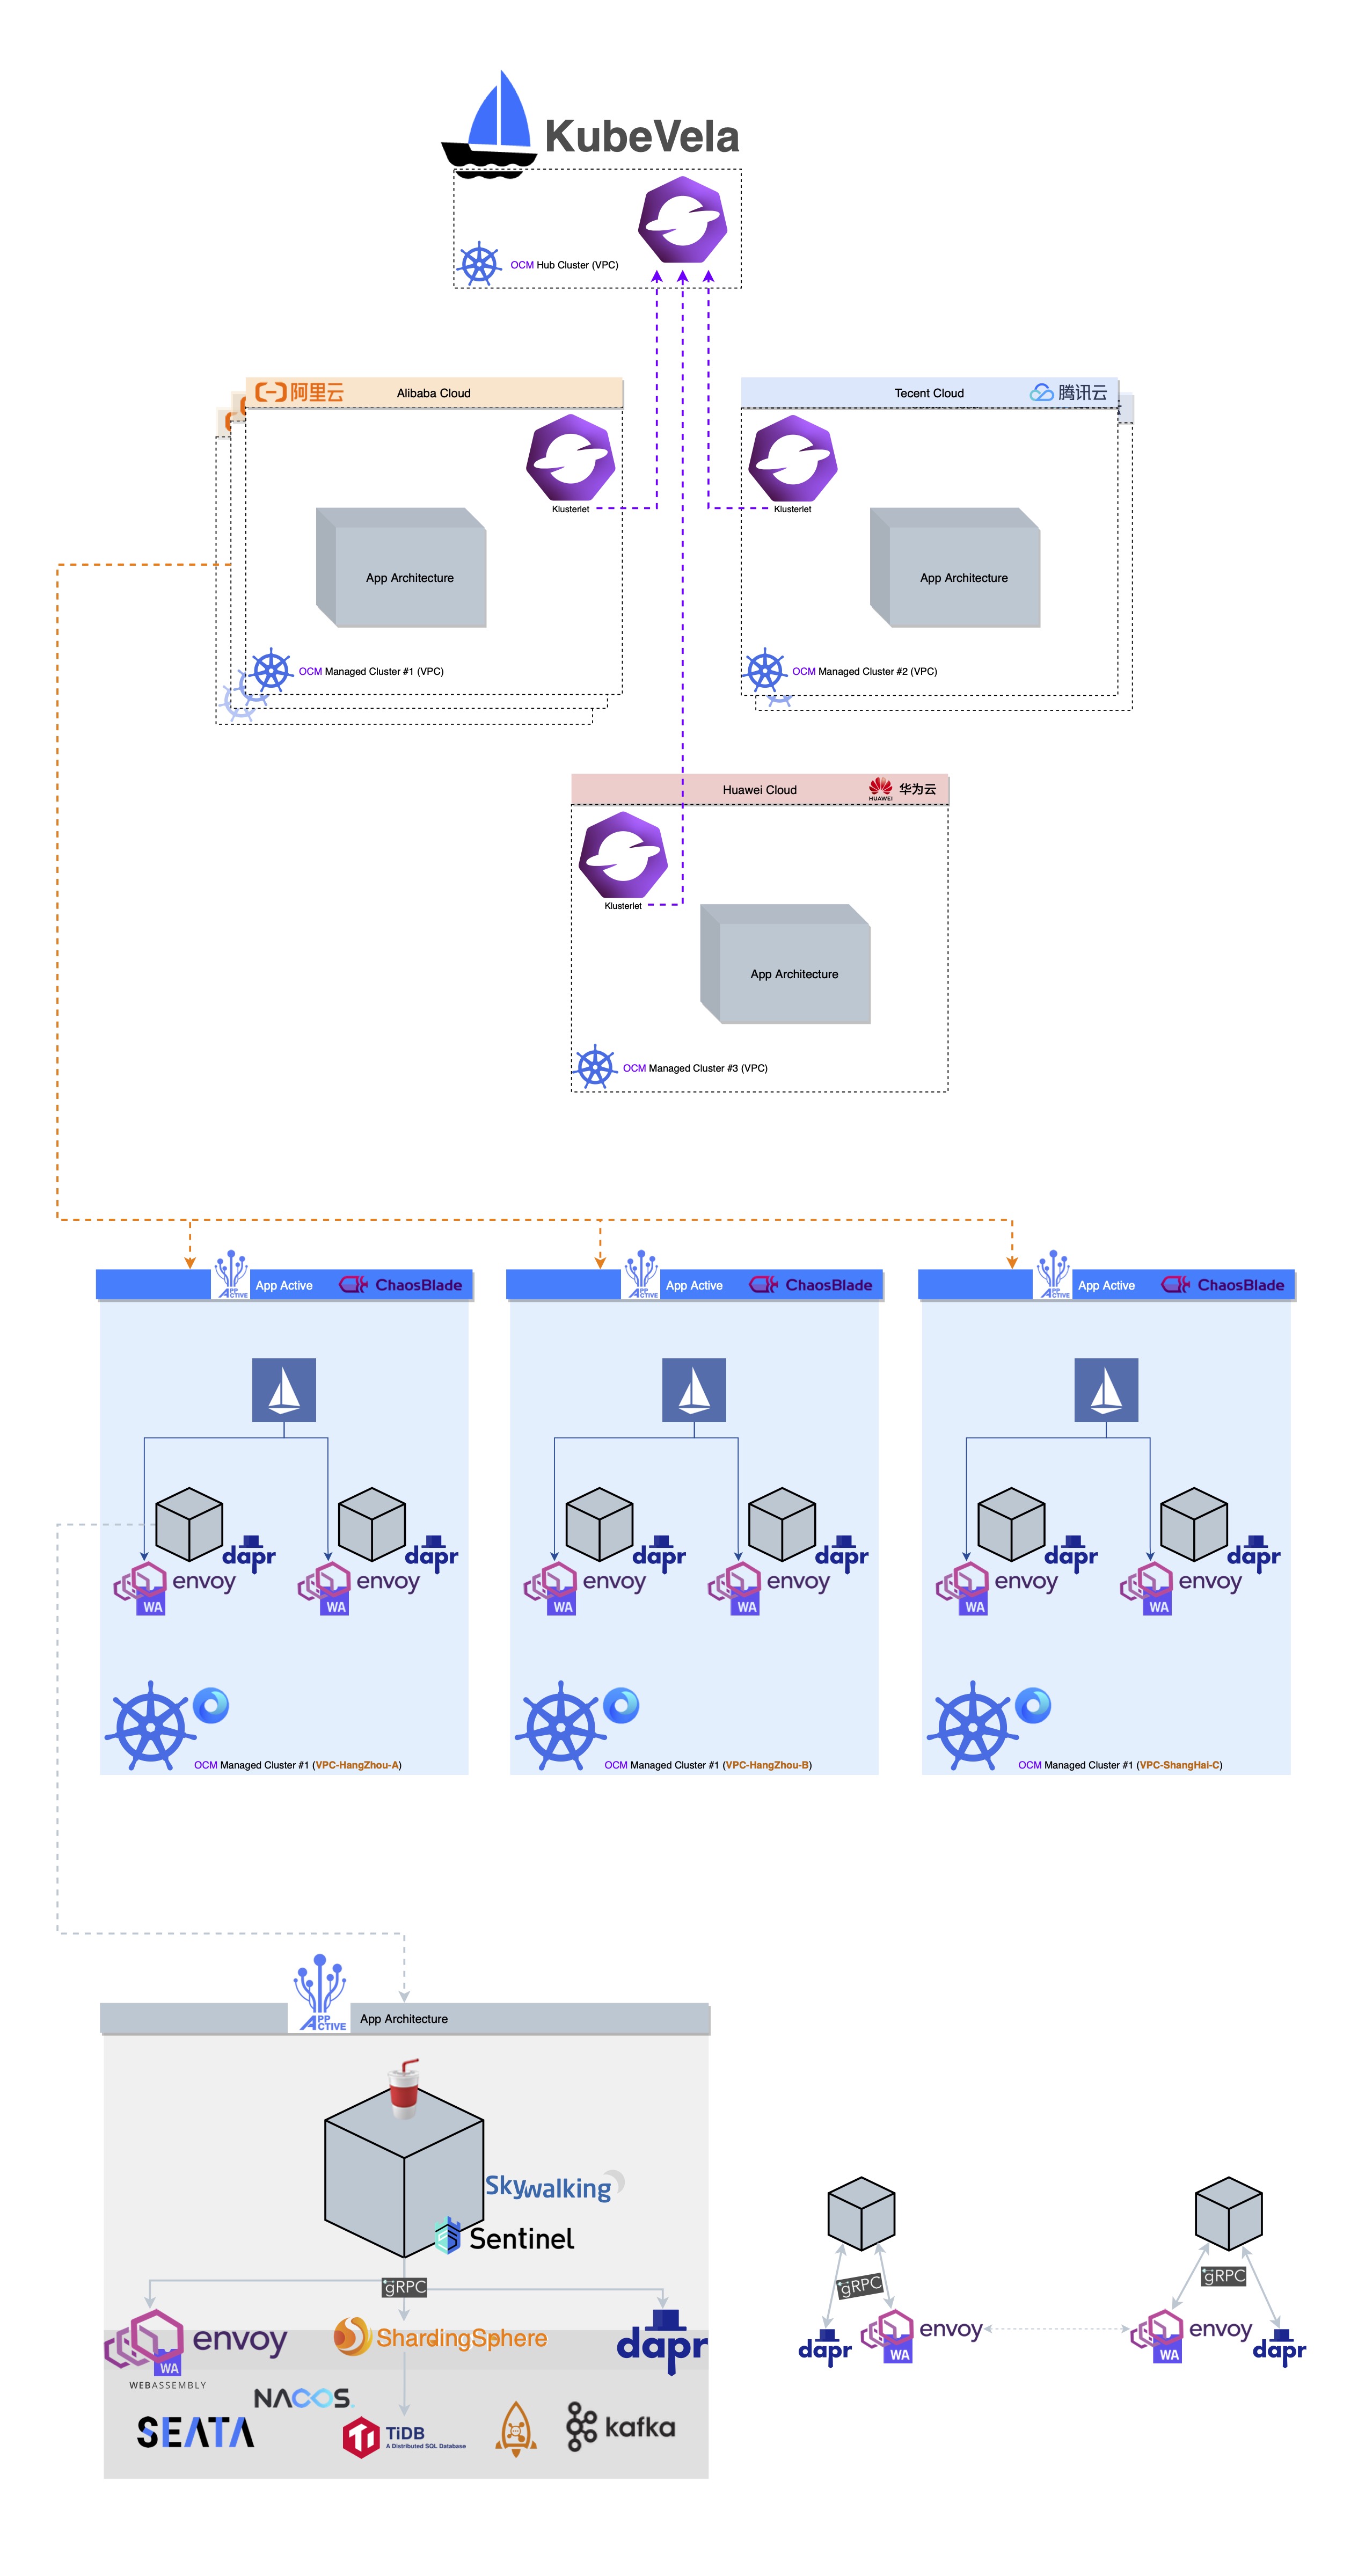 KubeVela
OCM Hub Cluster (VPC)
阿里云
Alibaba Cloud
Tecent Cloud
腾讯云
Klusterlet
Klusterlet
App Architecture
App Architecture
OCM Managed Cluster #1 (VPC)
OCM Managed Cluster #2 (VPC)
Huawei Cloud
HUAWEI
华为云
Klusterlet
App Architecture
OCM Managed Cluster #3 (VPC)
APP ACTIVE
App Active
ChaosBlade
APP ACTIVE
App Active
ChaosBlade
APP ACTIVE
App Active
ChaosBlade
dapr
dapr
dapr
dapr
dapr
dapr
envoy
WA
envoy
WA
envoy
WA
envoy
WA
envoy
WA
envoy
WA
OCM Managed Cluster #1 (VPC-HangZhou-A)
OCM Managed Cluster #1 (VPC-HangZhou-B)
OCM Managed Cluster #1 (VPC-ShangHai-C)
APP
ACTIVE
App Architecture
Skywalking
Sentinel
gRPC
envoy
WA
WEBASSEMBLY
ShardingSphere
dapr
NACOS.
SEATA
TiDB
A Distributed SQL Database
kafka
gRPC
dapr
envoy
WA
gRPC
envoy
WA
dapr